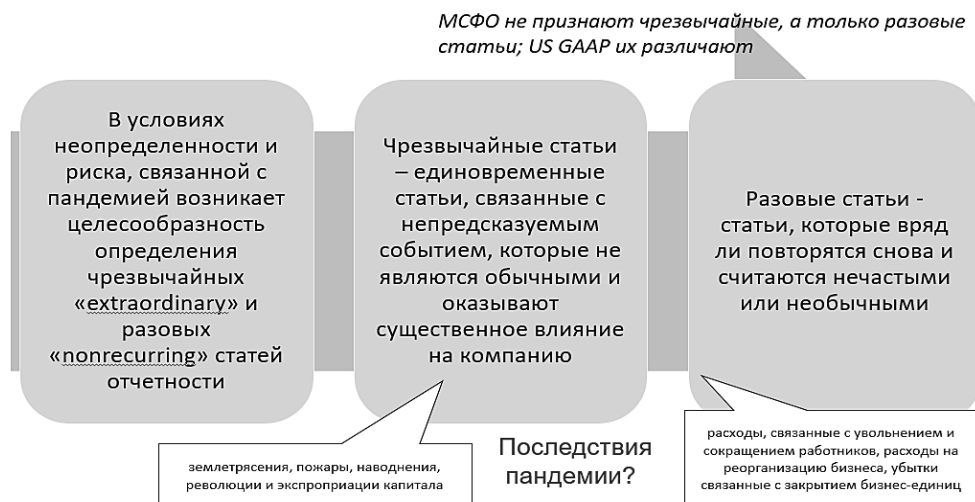 МСФО не признают чрезвычайные, а только разовые
статьи; US GAAP их различают
В условиях
неопределенности и
риска, связанной с
пандемией возникает
целесообразность
определения
чрезвычайных
«extraordinary» и
разовых
«nonrecurring» статей
отчетности
Чрезвычайные статьи
– единовременные
статьи, связанные с
непредсказуемым
событием, которые не
являются обычными и
оказывают
существенное влияние
на компанию
Разовые статьи -
статьи, которые вряд
ли повторятся снова и
считаются нечастыми
или необычными
землетрясения, пожары, наводнения,
революции и экспроприации капитала
Последствия
пандемии?
расходы, связанные с увольнением и
сокращением работников, расходы на
реорганизацию бизнеса, убытки
связанные с закрытием бизнес-единиц